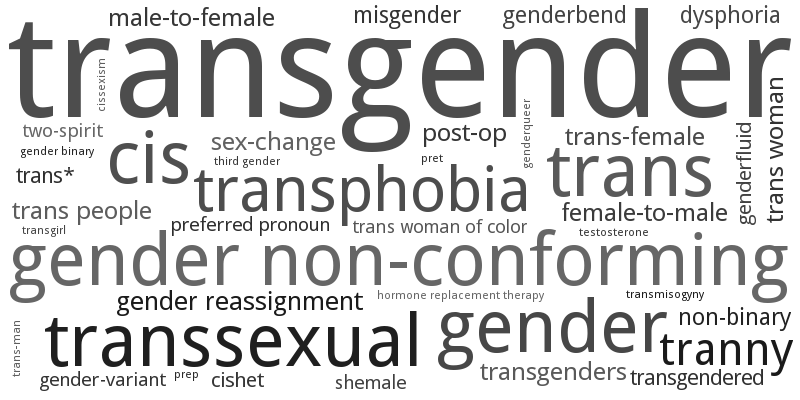 male-to-female
misgender
genderbend
dysphoria
transgender
cissexism
two-spirit
gender binary
trans*
cis
sex-change
third gender
post-op
pret
genderqueer
trans-female
trans
genderfluid
trans woman
transphobia
trans people
transgirl
preferred pronoun
trans woman of color
female-to-male
testosterone
gender non-conforming
gender reassignment
hormone replacement therapy
transmisogyny
trans-man
transsexual
gender
non-binary
tranny
gender-variant
prep
cishet
shemale
transgenders
transgendered